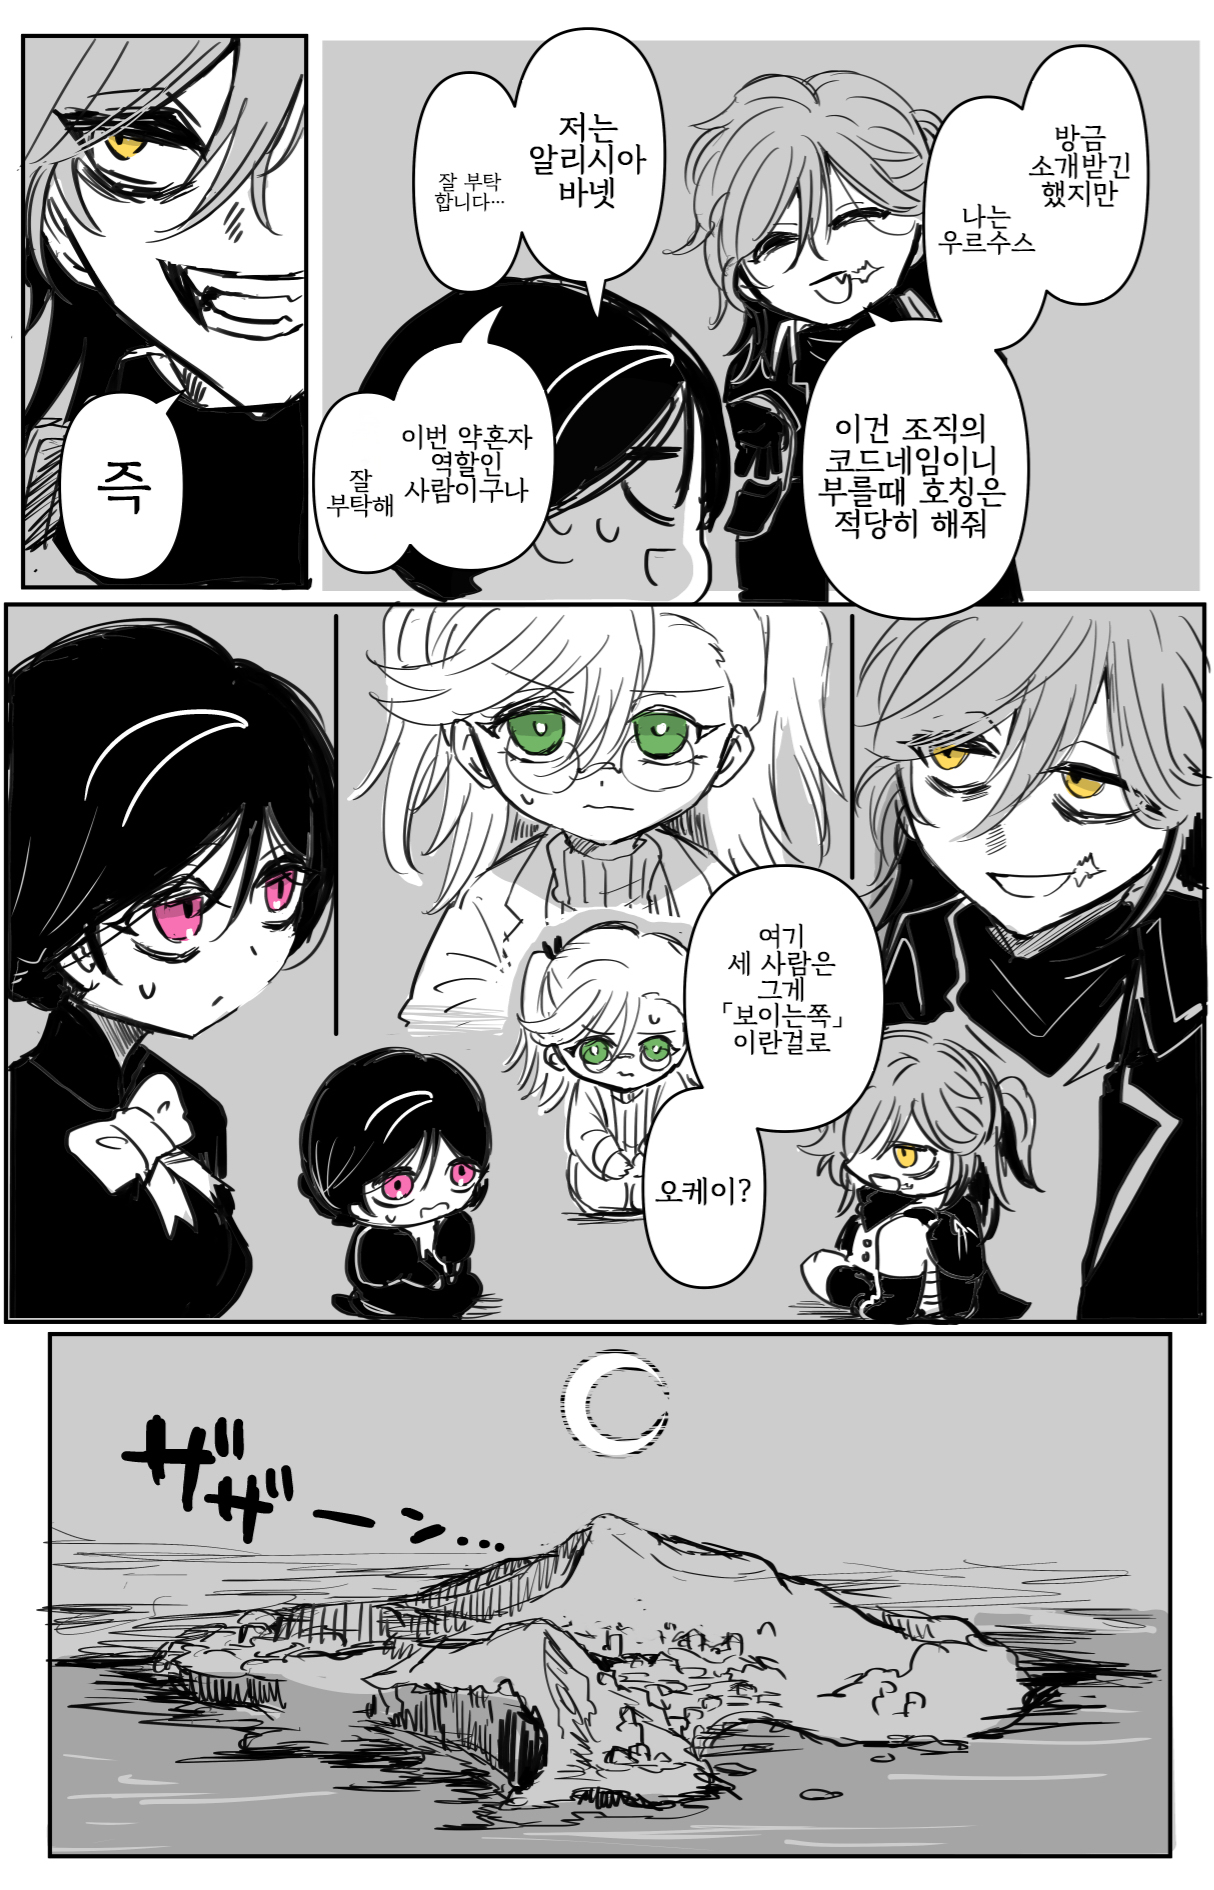 방금
소개받긴
했지만
나는
우르수스
이건 조직의
코드네임이니
부를때 호칭은
적당히 해줘
저는
알리시아
바넷
잘 부탁
합니다…
이번 약혼자
역할인
사람이구나
잘
부탁해
즉
여기
세 사람은
그게
「보이는쪽」
이란걸로
오케이?
ザザーン…